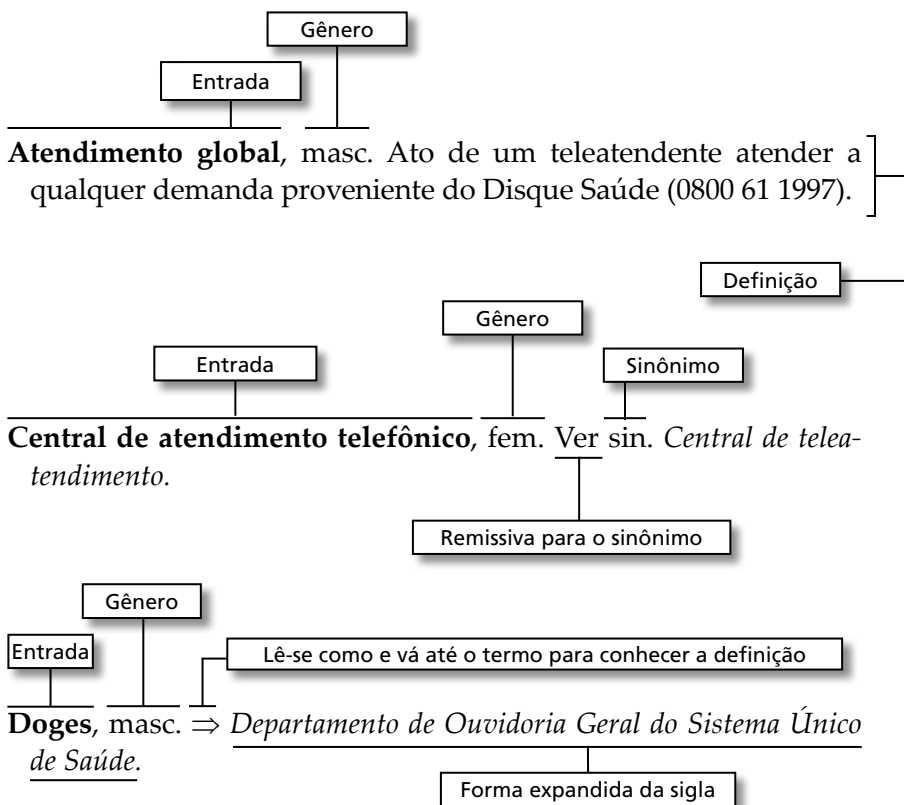 Gênero
Entrada
Atendimento global, masc. Ato de um teleatendente atender a
qualquer demanda proveniente do Disque Saúde (0800 61 1997).
Definição
Gênero
Entrada
Sinônimo
Central de atendimento telefônico, fem. Ver sin. Central de telea-
tendimento.
Remissiva para o sinônimo
Gênero
Entrada
Lê-se como e vá até o termo para conhecer a definição
Doges, masc. ⇒ Departamento de Ouvidoria Geral do Sistema Único
de Saúde.
Forma expandida da sigla